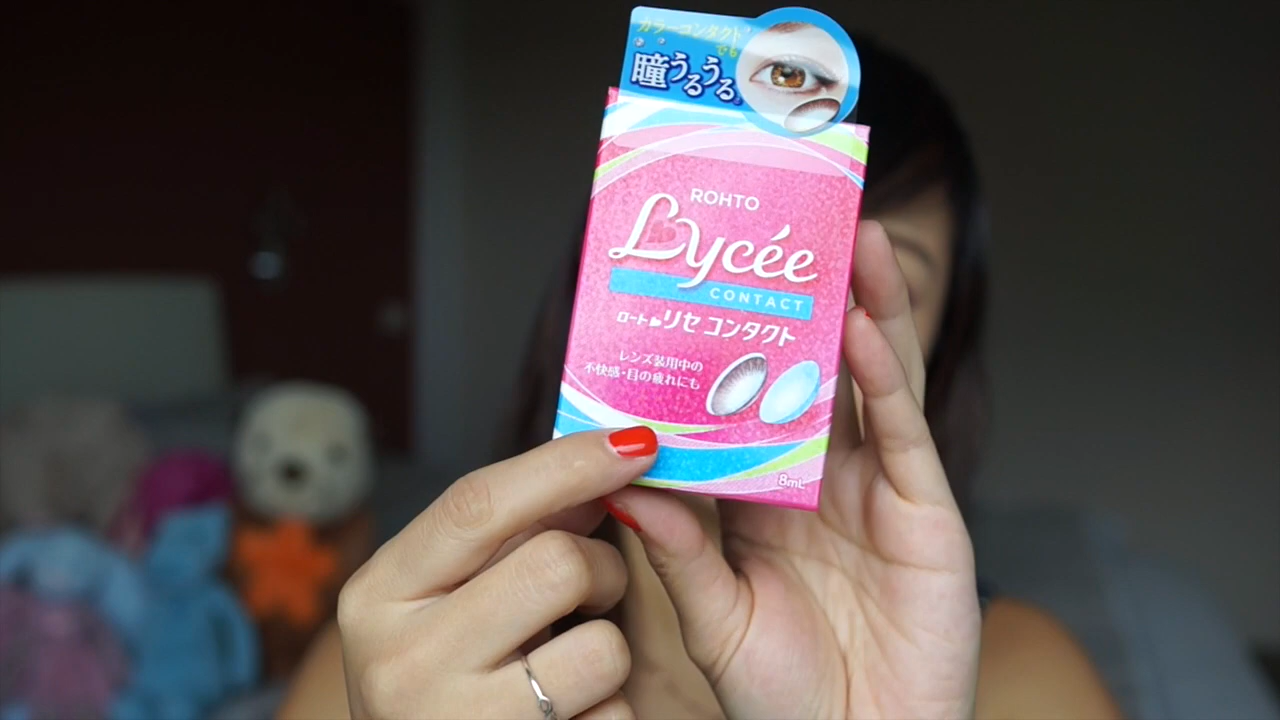 カラーコンタクト
でも
瞳うるうる
ROHTO
Lycée
CONTACT
ロートリセ コンタクト
レンズ装用中の
不快感・目の疲れにも
8mL